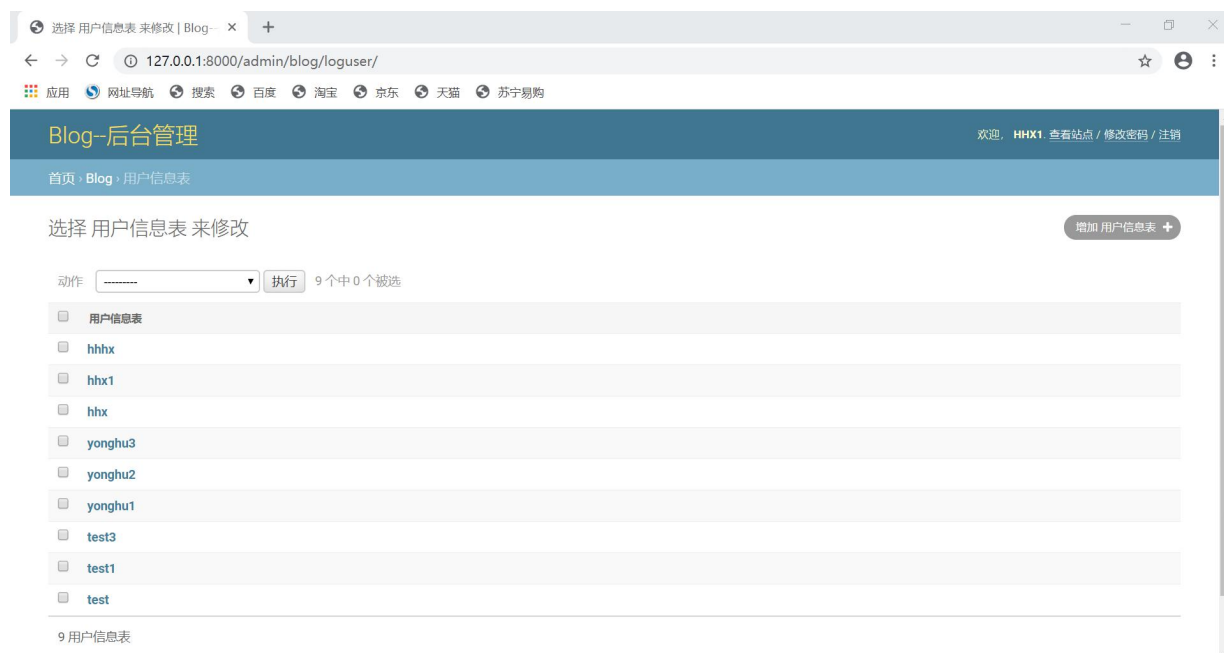 选择 用户信息表 来修改 | Blog--
127.0.0.1:8000/admin/blog/loguser/
应用 网址导航 搜索 百度 淘宝 京东 天猫 苏宁易购
Blog--后台管理
欢迎， HHX1. 查看站点 / 修改密码 / 注销
首页 › Blog › 用户信息表
选择 用户信息表 来修改
增加 用户信息表 +
动作 --------- 执行 9 个中 0 个被选
用户信息表
hhhx
hhx1
hhx
yonghu3
yonghu2
yonghu1
test3
test1
test
9 用户信息表